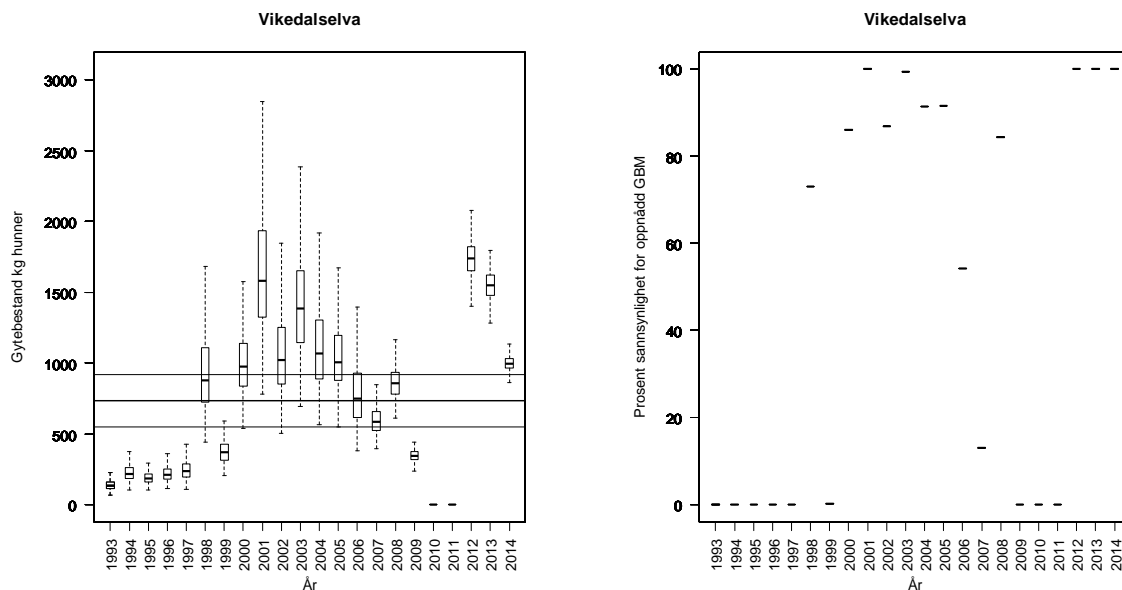 Vikedalselva
Gytebestand kg hunner
3000
2500
2000
1500
1000
500
0
1993 1994 1995 1996 1997 1998 1999 2000 2001 2002 2003 2004 2005 2006 2007 2008 2009 2010 2011 2012 2013 2014
År
Vikedalselva
Prosent sannsynlighet for oppnådd GBM
100
80
60
40
20
0
1993 1994 1995 1996 1997 1998 1999 2000 2001 2002 2003 2004 2005 2006 2007 2008 2009 2010 2011 2012 2013 2014
År